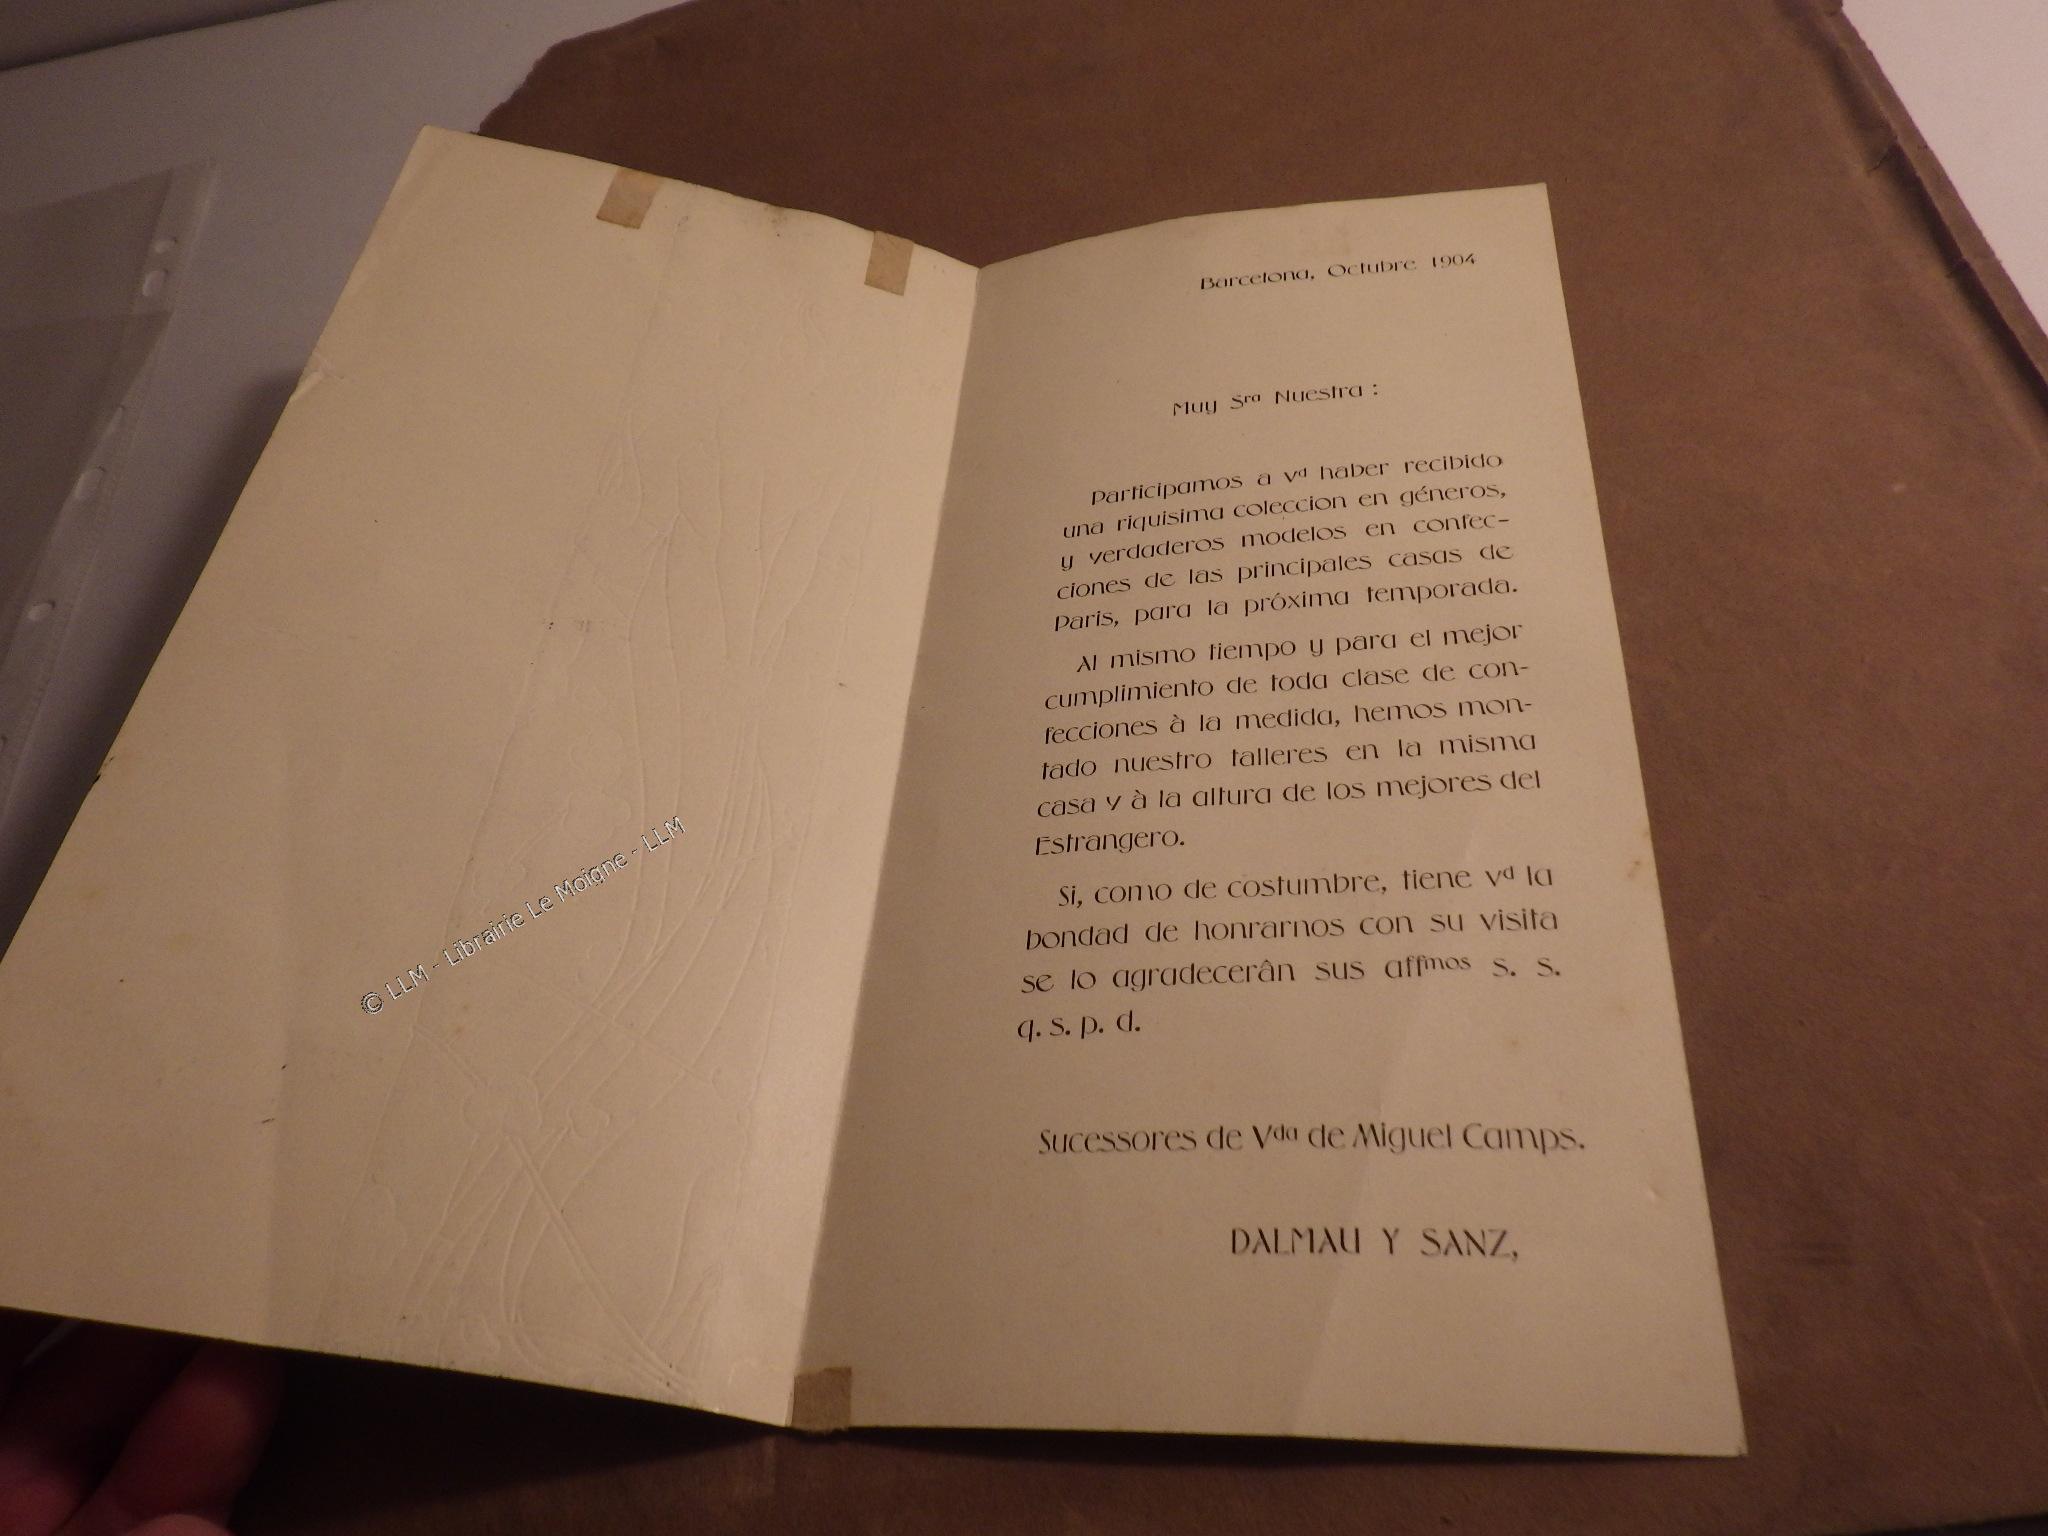 Barcelona, Octubre 1904
Muy Sra Nuestra :
Participamos a Vd haber recibido
una riquisima coleccion en géneros,
y verdaderos modelos en confec-
ciones de las principales casas de
Paris, para la próxima temporada.
Al mismo tiempo y para el mejor
cumplimiento de toda clase de con-
fecciones à la medida, hemos mon-
tado nuestro talleres en la misma
casa y à la altura de los mejores del
Estrangero.
Si, como de costumbre, tiene Vd la
bondad de honrarnos con su visita
se lo agradecerân sus affmos s. s.
q. s. p. d.
Sucessores de Vda de Miguel Camps.
DALMAU Y SANZ,
© LLM - Librairie Le Moigne - LLM